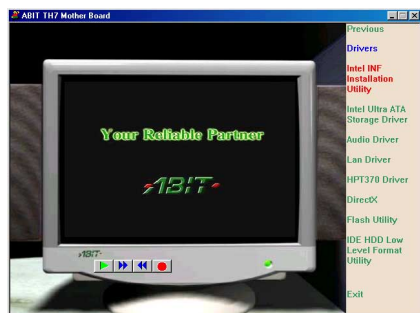 ABIT TH7 Mother Board
Previous
Drivers
Intel INF
Installation
Utility
Intel Ultra ATA
Storage Driver
Audio Driver
Lan Driver
HPT370 Driver
DirectX
Flash Utility
IDE HDD Low
Level Format
Utility
Exit
Your Reliable Partner
ABIT
ABIT